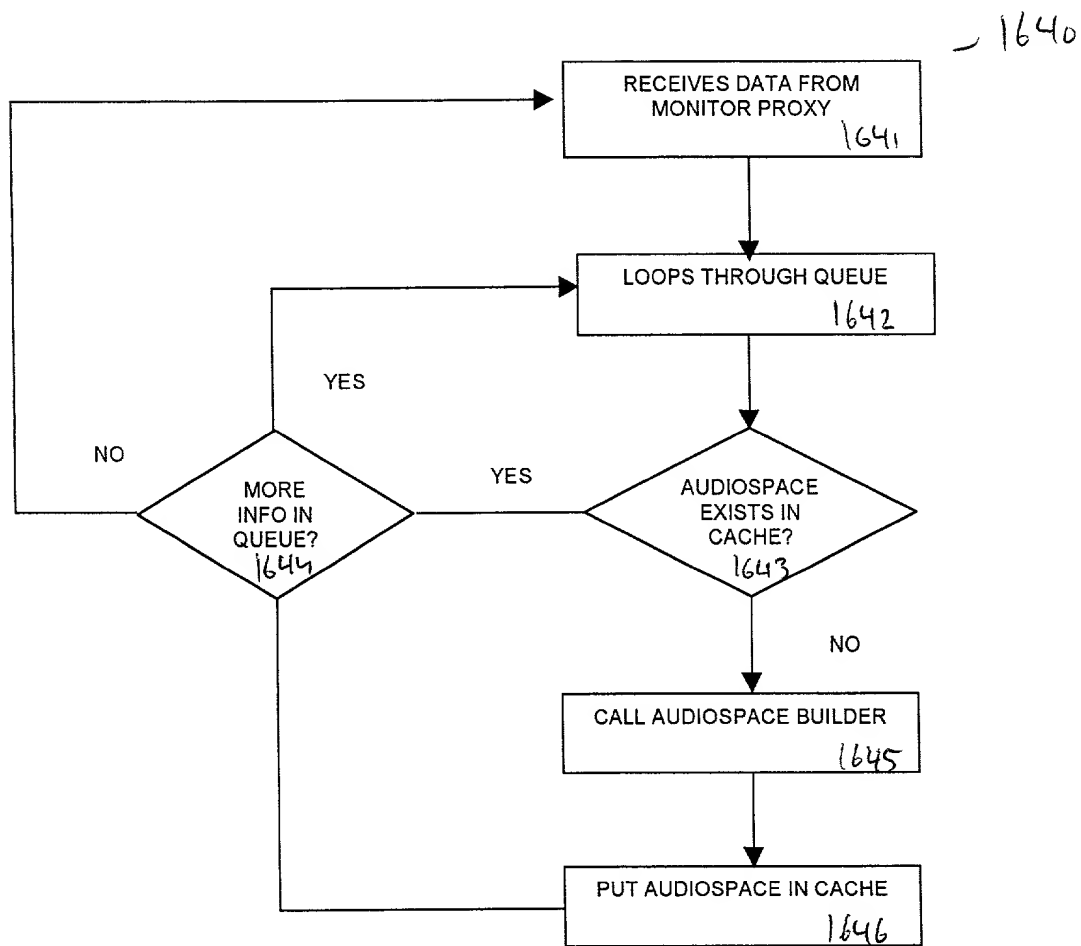 1640
RECEIVES DATA FROM
MONITOR PROXY
1641
LOOPS THROUGH QUEUE
1642
YES
NO
YES
MORE
INFO IN
QUEUE?
1644
AUDIOSPACE
EXISTS IN
CACHE?
1643
NO
CALL AUDIOSPACE BUILDER
1645
PUT AUDIOSPACE IN CACHE
1646